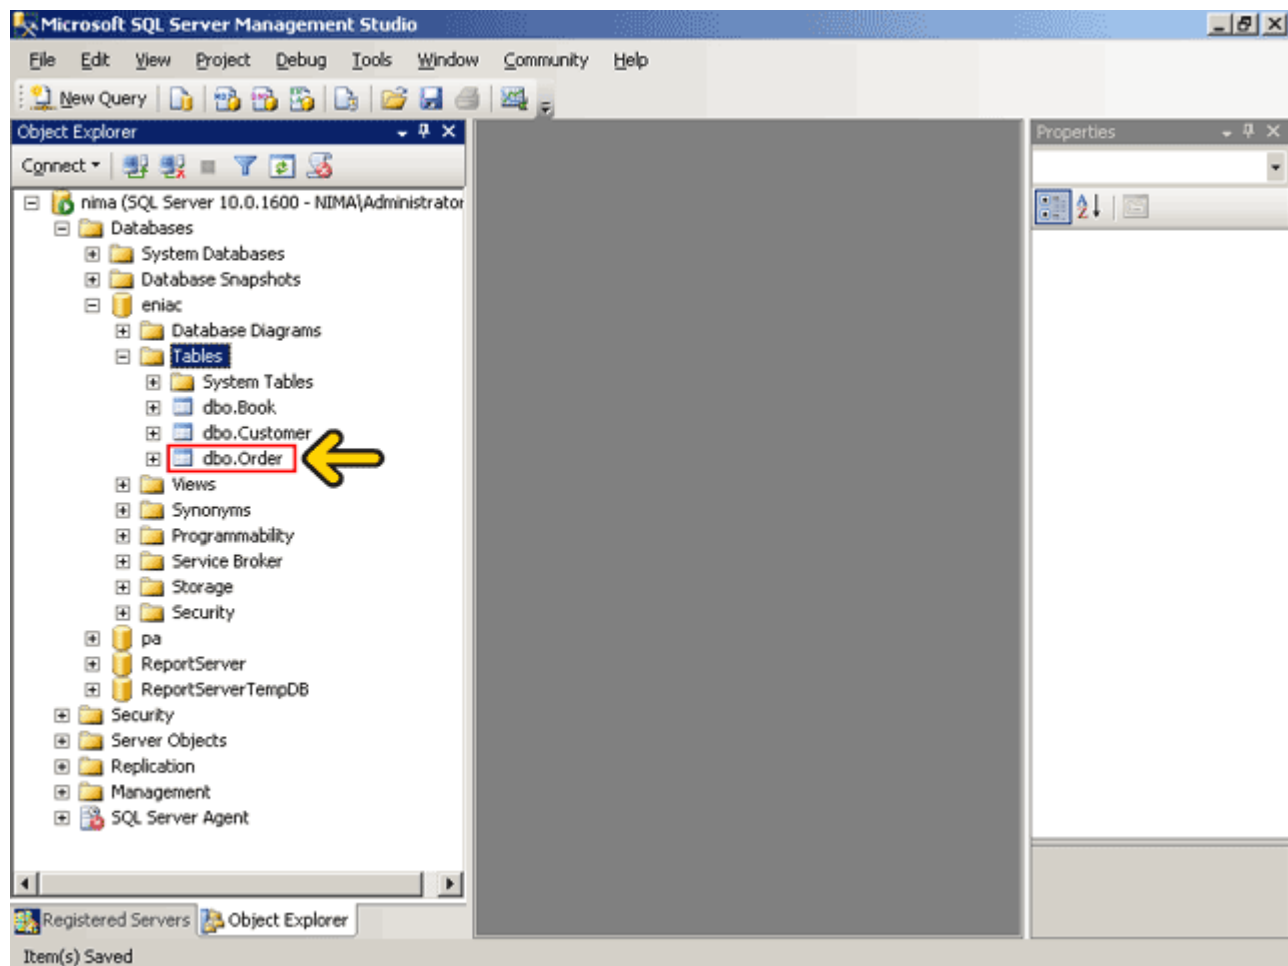 Microsoft SQL Server Management Studio
File Edit View Project Debug Tools Window Community Help
New Query
Object Explorer
Connect
nima (SQL Server 10.0.1600 - NIMA\Administrator
Databases
System Databases
Database Snapshots
eniac
Database Diagrams
Tables
System Tables
dbo.Book
dbo.Customer
dbo.Order
Views
Synonyms
Programmability
Service Broker
Storage
Security
pa
ReportServer
ReportServerTempDB
Security
Server Objects
Replication
Management
SQL Server Agent
Registered Servers Object Explorer
Item(s) Saved
Properties